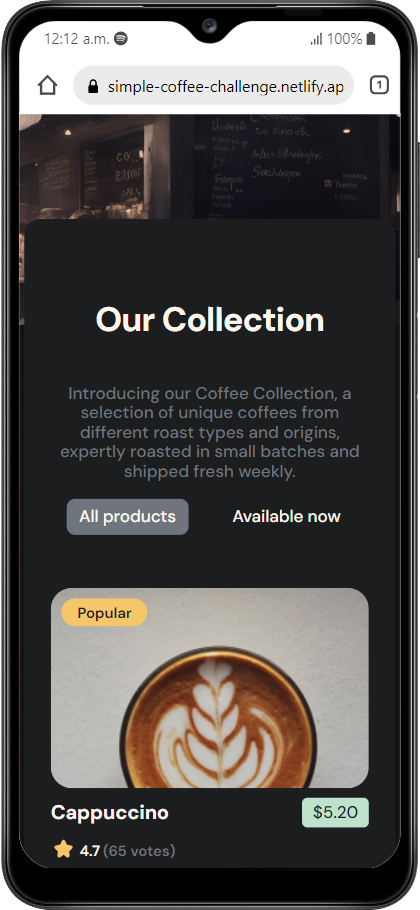 12:12 a.m.
100%
simple-coffee-challenge.netlify.ap
1
Our Collection
Introducing our Coffee Collection, a
selection of unique coffees from
different roast types and origins,
expertly roasted in small batches and
shipped fresh weekly.
All products
Available now
Popular
Cappuccino
$5.20
4.7 (65 votes)